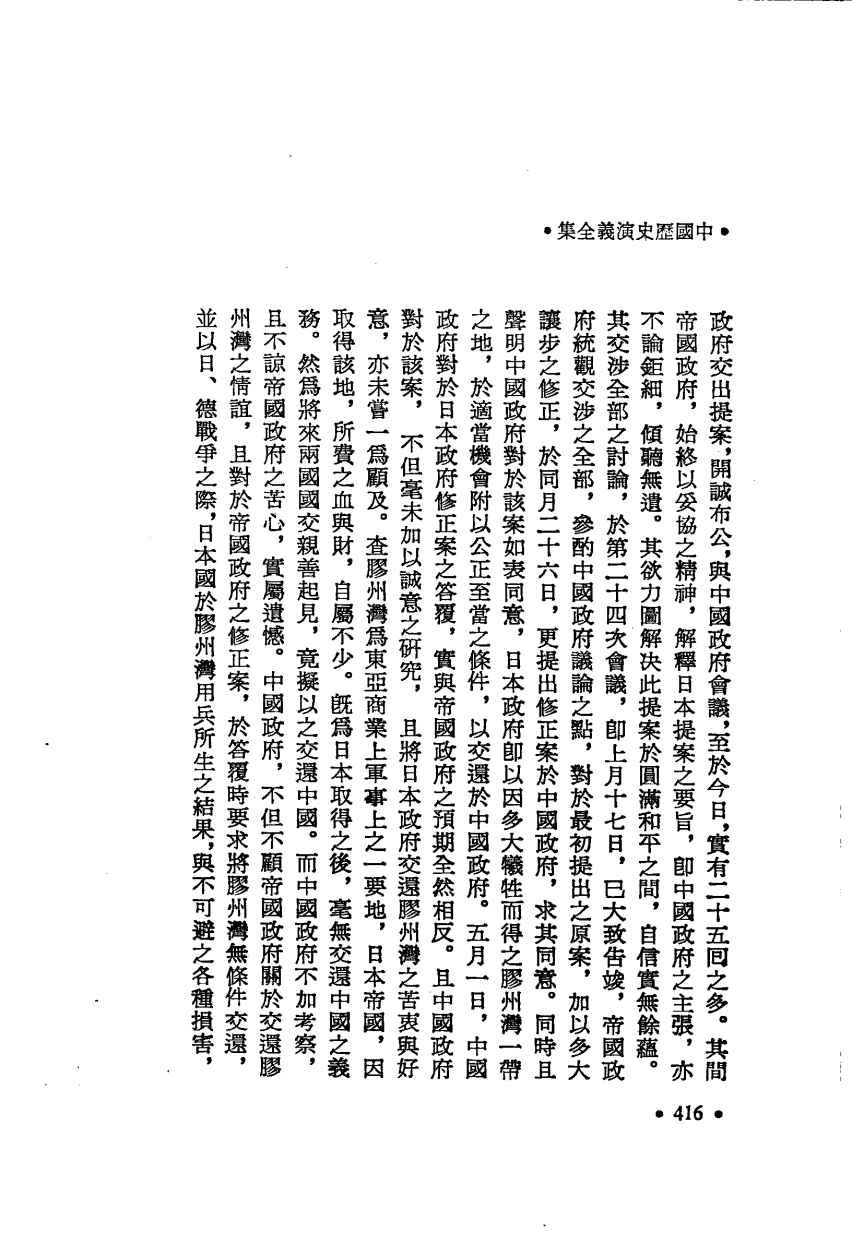 •中國歷史演義全集•
政府交出提案，開誠布公，與中國政府會議，至於今日，實有二十五回之多。其間
帝國政府，始終以妥協之精神，解釋日本提案之要旨，卽中國政府之主張，亦
不論鉅細，傾聽無遺。其欲力圖解決此提案於圓滿和平之間，自信實無餘蘊。
其交涉全部之討論，於第二十四次會議，卽上月十七日，已大致告竣，帝國政
府統觀交涉之全部，參酌中國政府議論之點，對於最初提出之原案，加以多大
讓步之修正，於同月二十六日，更提出修正案於中國政府，求其同意。同時且
聲明中國政府對於該案如表同意，日本政府卽以因多大犧牲而得之膠州灣一帶
之地，於適當機會附以公正至當之條件，以交還於中國政府。五月一日，中國
政府對於日本政府修正案之答覆，實與帝國政府之預期全然相反。且中國政府
對於該案，不但毫未加以誠意之研究，且將日本政府交還膠州灣之苦衷與好
意，亦未嘗一爲顧及。查膠州灣爲東亞商業上軍事上之一要地，日本帝國，因
取得該地，所費之血與財，自屬不少。旣爲日本取得之後，毫無交還中國之義
務。然爲將來兩國國交親善起見，竟擬以之交還中國。而中國政府不加考察，
且不諒帝國政府之苦心，實屬遺憾。中國政府，不但不顧帝國政府關於交還膠
州灣之情誼，且對於帝國政府之修正案，於答覆時要求將膠州灣無條件交還，
並以日、德戰爭之際，日本國於膠州灣用兵所生之結果，與不可避之各種損害，
•416•